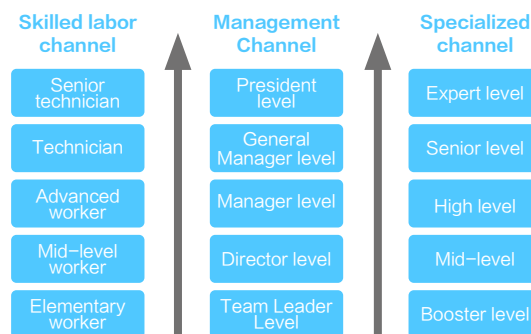 Skilled labor
channel
Senior
technician
Technician
Advanced
worker
Mid-level
worker
Elementary
worker
Management
Channel
President
level
General
Manager level
Manager level
Director level
Team Leader
Level
Specialized
channel
Expert level
Senior level
High level
Mid-level
Booster level